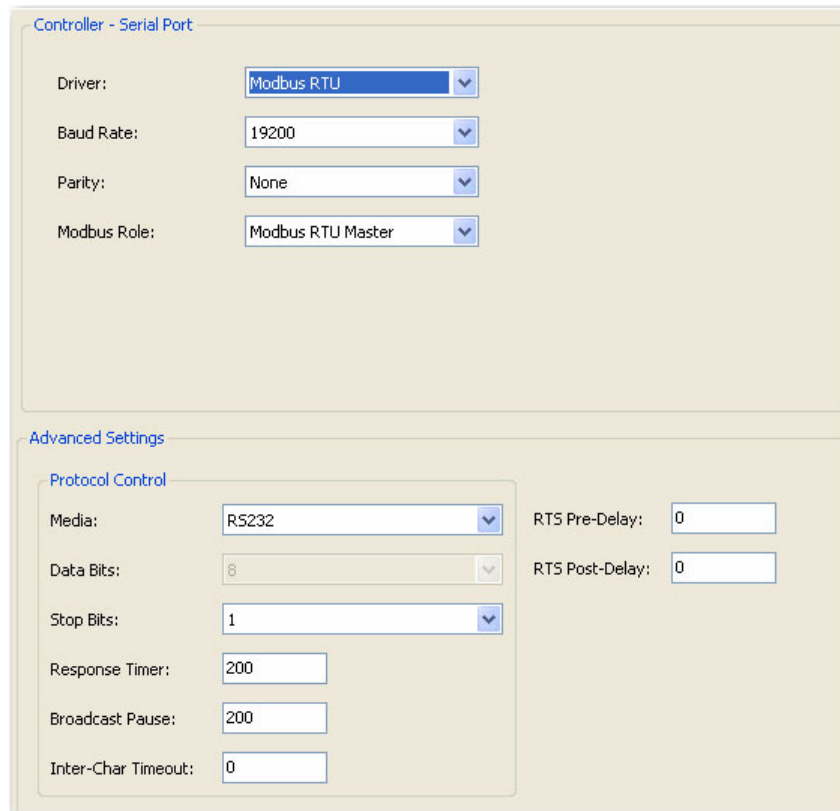 Controller - Serial Port
Driver: Modbus RTU
Baud Rate: 19200
Parity: None
Modbus Role: Modbus RTU Master
Advanced Settings
Protocol Control
Media: RS232
RTS Pre-Delay: 0
Data Bits: 8
RTS Post-Delay: 0
Stop Bits: 1
Response Timer: 200
Broadcast Pause: 200
Inter-Char Timeout: 0